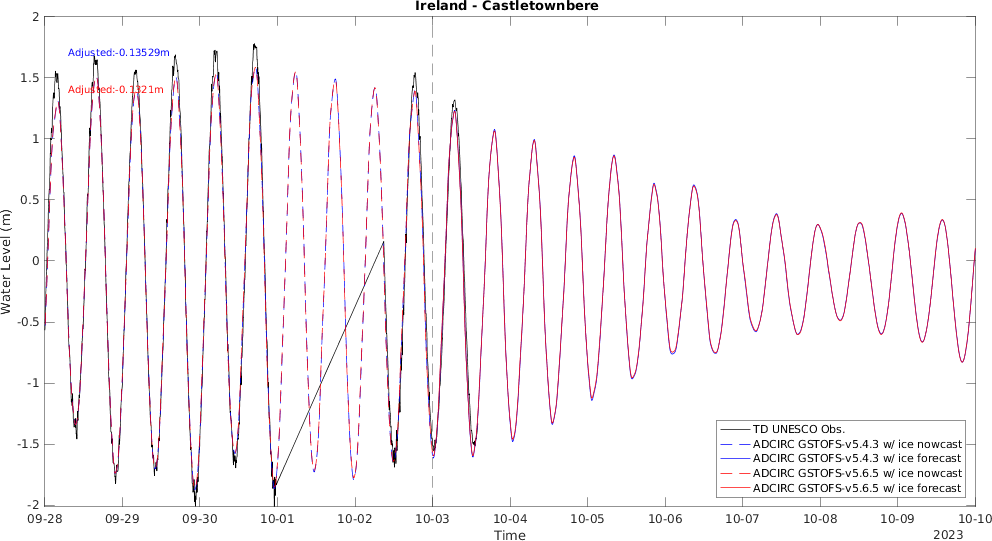 Ireland - Castletownbere
2
1.5
1
0.5
0
-0.5
-1
-1.5
-2
Water Level (m)
Adjusted:-0.13529m
Adjusted:-0.1321m
TD UNESCO Obs.
ADCIRC GSTOFS-v5.4.3 w/ ice nowcast
ADCIRC GSTOFS-v5.4.3 w/ ice forecast
ADCIRC GSTOFS-v5.6.5 w/ ice nowcast
ADCIRC GSTOFS-v5.6.5 w/ ice forecast
09-28 09-29 09-30 10-01 10-02 10-03 10-04 10-05 10-06 10-07 10-08 10-09 10-10
Time
2023